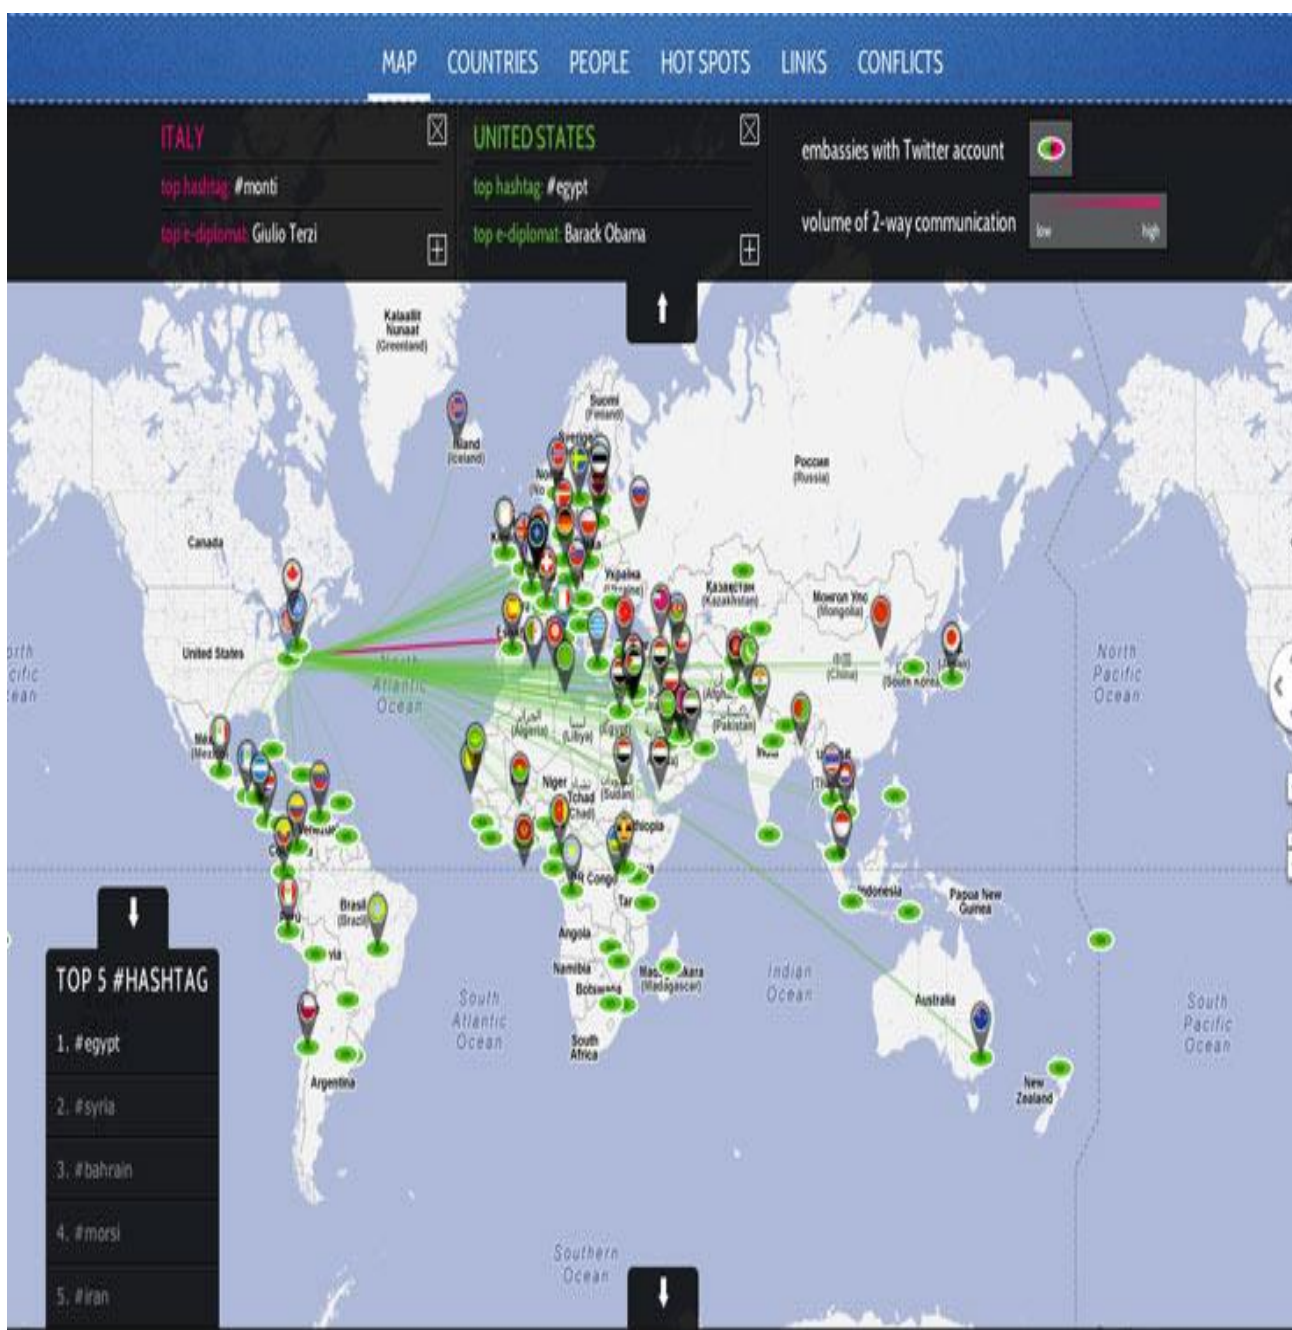 MAP COUNTRIES PEOPLE HOT SPOTS LINKS CONFLICTS
ITALY
top hashtag: #monti
top e-diplomat: Giulio Terzi
UNITED STATES
top hashtag: #egypt
top e-diplomat: Barack Obama
embassies with Twitter account
volume of 2-way communication
low high
Kalaallit
Nunaat
(Greenland)
Suomi
(Finland)
Sverige
(Iceland)
Россия
(Russia)
Canada
Україна
Казахстан
(Kazakhstan)
Монгол Улс
(Mongolia)
United States
中国
(China)
(South Korea)
North
Pacific
Ocean
Atlantic
Ocean
(Algeria)
(Libya)
(Egypt)
(Pakistan)
Niger
Tchad
(Chad)
(Sudan)
Ethiopia
Brasil
(Brazil)
Angola
Namibia
Botswana
(Madagascar)
South
Africa
Indonesia
Papua New
Guinea
Indian
Ocean
Australia
South
Atlantic
Ocean
South
Pacific
Ocean
Argentina
New
Zealand
Southern
Ocean
TOP 5 #HASHTAG
1. #egypt
2. #syria
3. #bahrain
4. #morsi
5. #iran